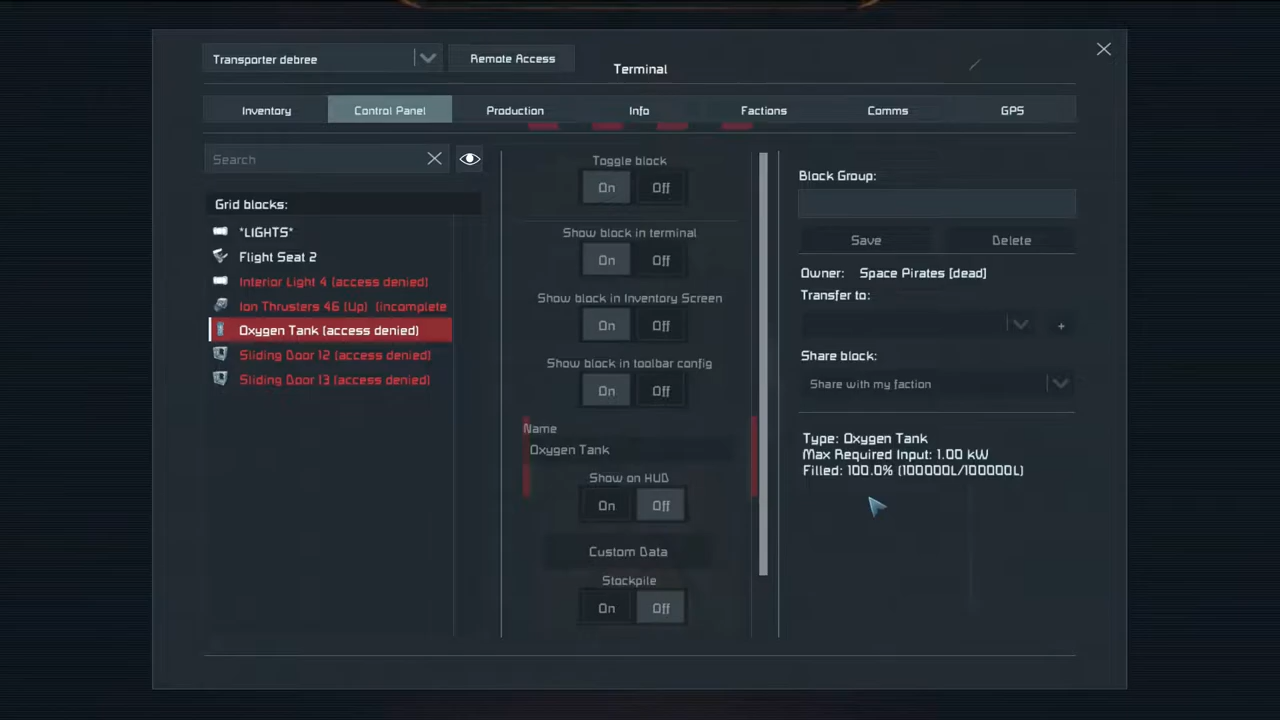 Transporter debree
Remote Access
Terminal
Inventory
Control Panel
Production
Info
Factions
Comms
GPS
Search
Grid blocks:
*LIGHTS*
Flight Seat 2
Interior Light 4 (access denied)
Ion Thrusters 46 (Up) (incomplete
Oxygen Tank (access denied)
Sliding Door 12 (access denied)
Sliding Door 13 (access denied)
Toggle block
On Off
Show block in terminal
On Off
Show block in Inventory Screen
On Off
Show block in toolbar config
On Off
Name
Oxygen Tank
Show on HUD
On Off
Custom Data
Stockpile
On Off
Block Group:
Save Delete
Owner: Space Pirates [dead]
Transfer to:
+
Share block:
Share with my faction
Type: Oxygen Tank
Max Required Input: 1.00 kW
Filled: 100.0% (100000L/100000L)